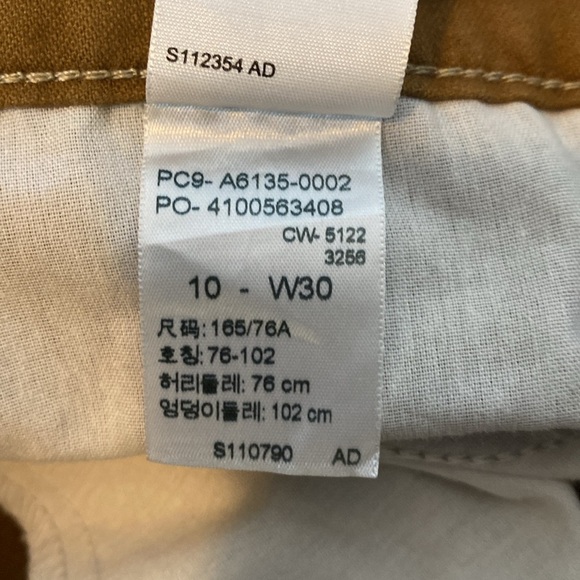 S112354 AD
PC9- A6135-0002
PO- 4100563408
CW- 5122
3256
10 - W30
尺码: 165/76A
호칭: 76-102
허리둘레: 76 cm
엉덩이둘레: 102 cm
S110790 AD